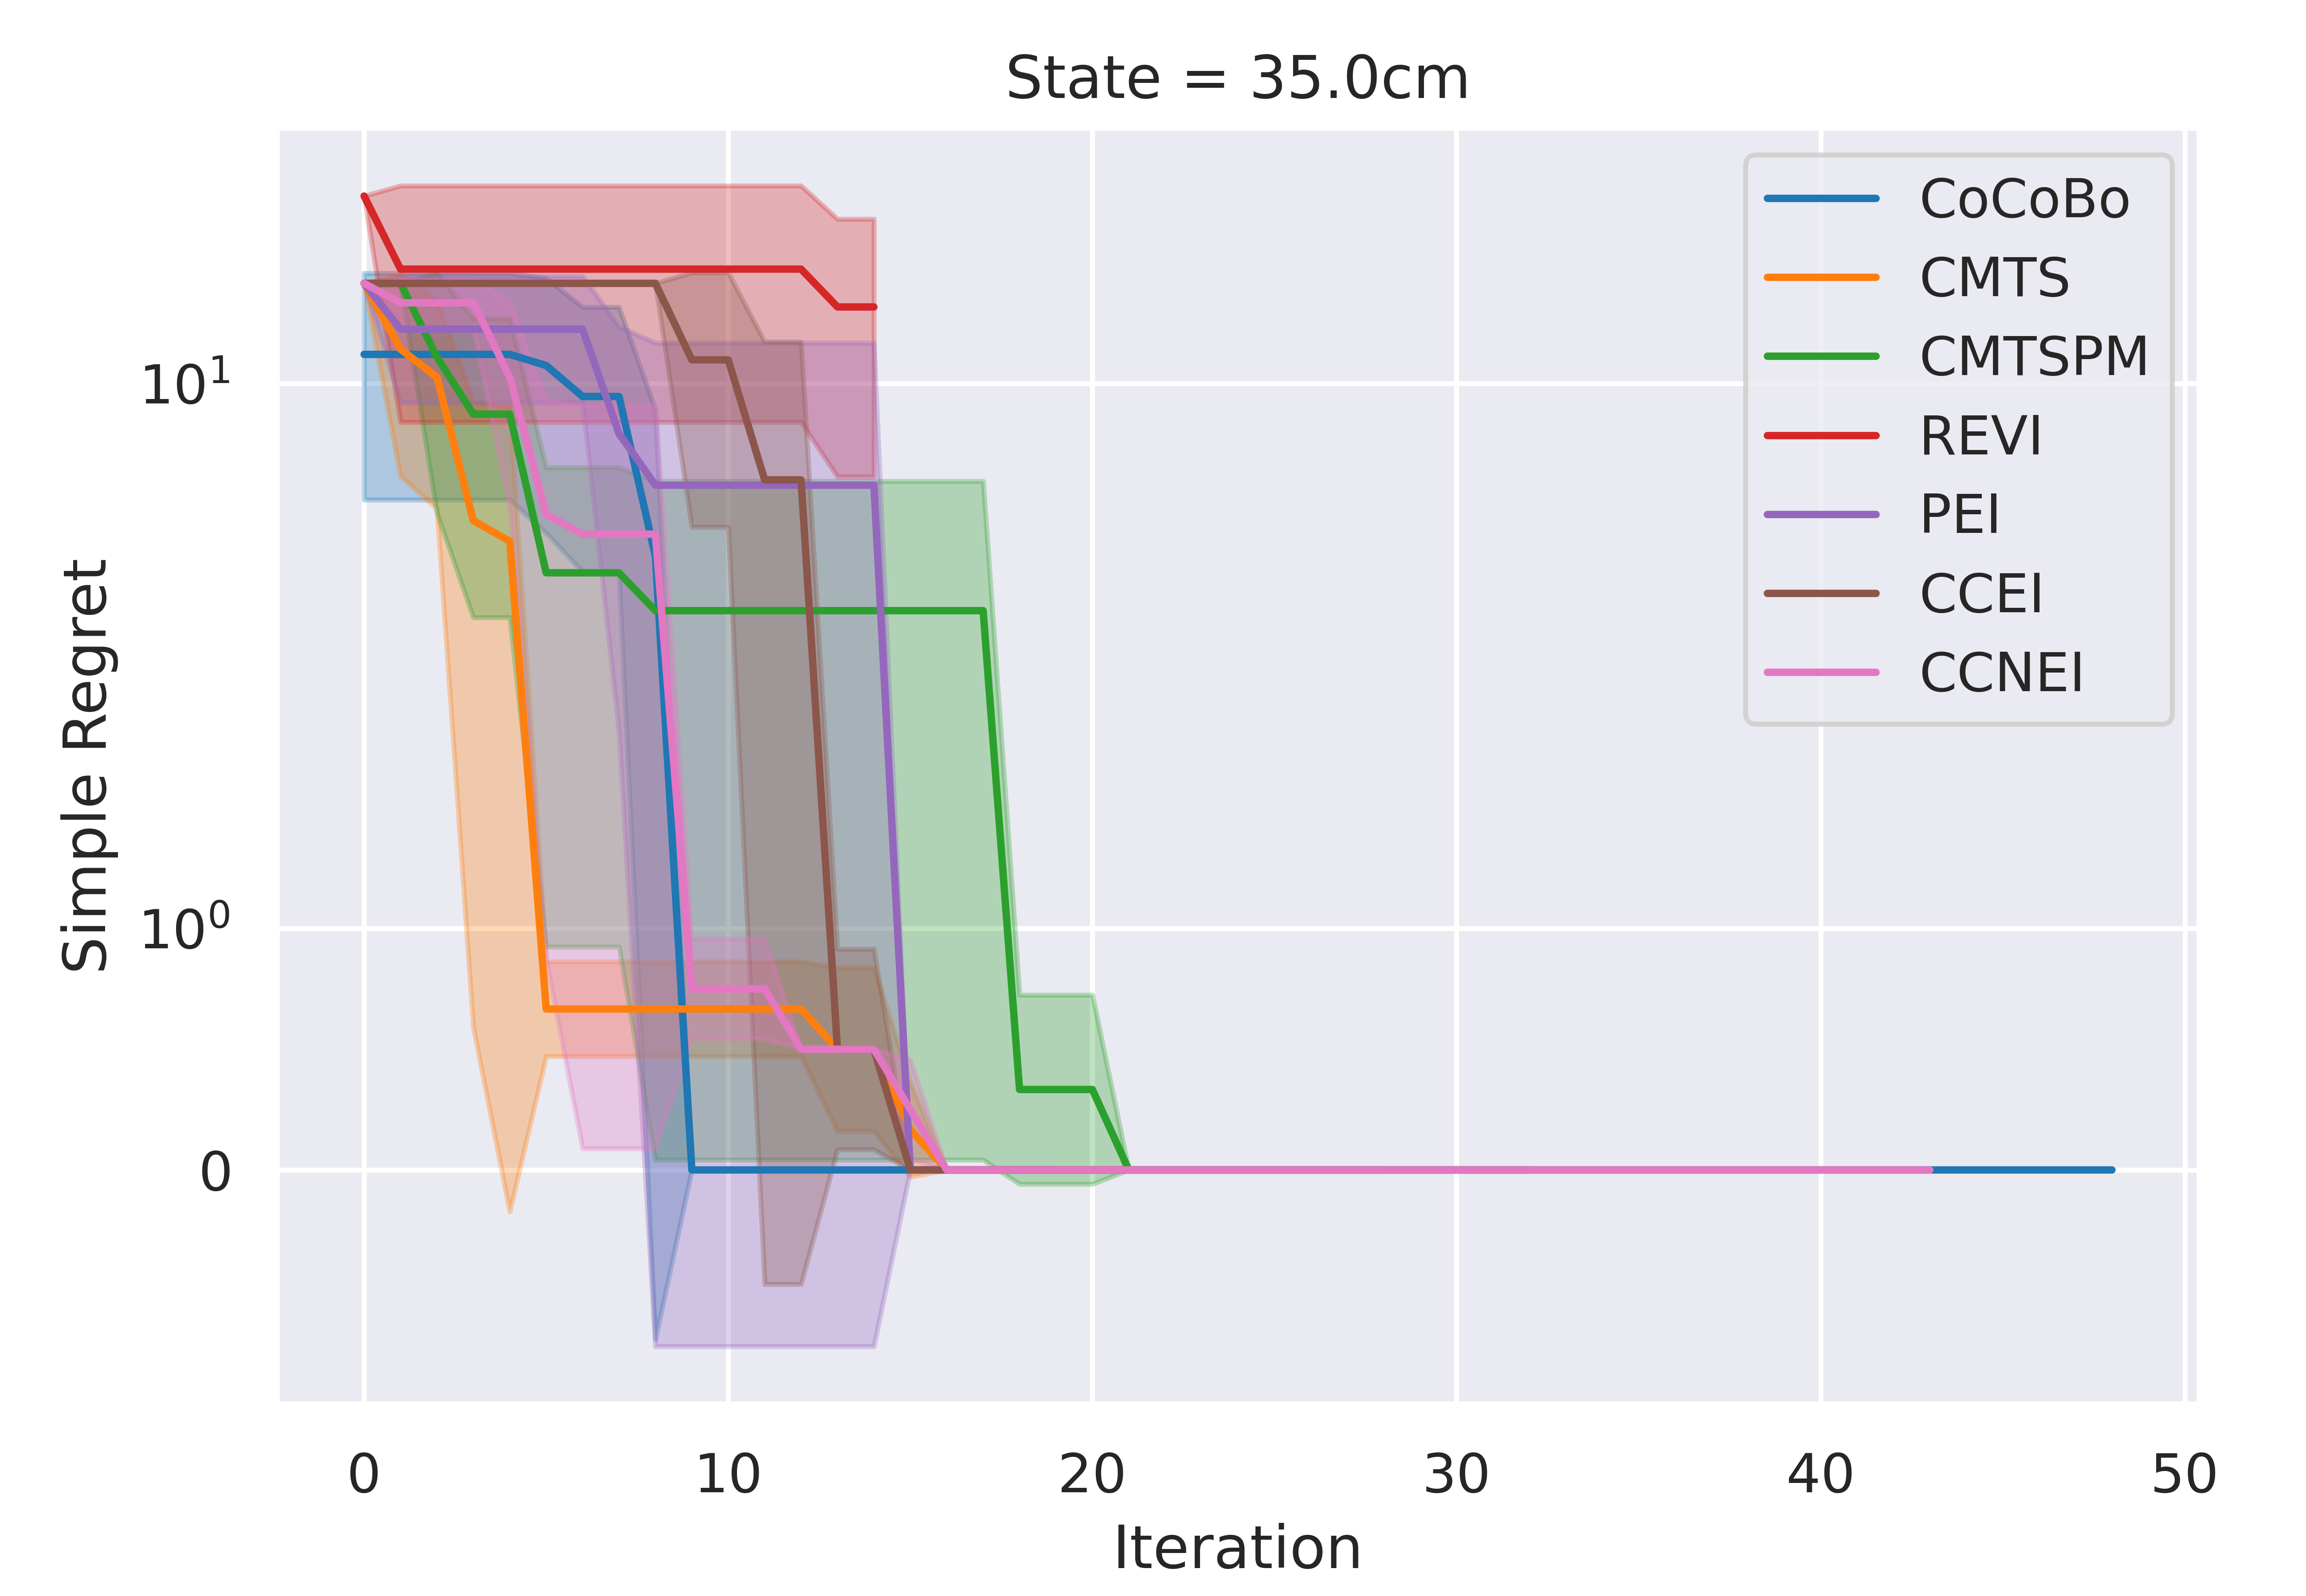 State = 35.0cm
CoCoBo
CMTS
CMTSPM
REVI
PEI
CCEI
CCNEI
Simple Regret
10¹
10⁰
0
0 10 20 30 40 50
Iteration